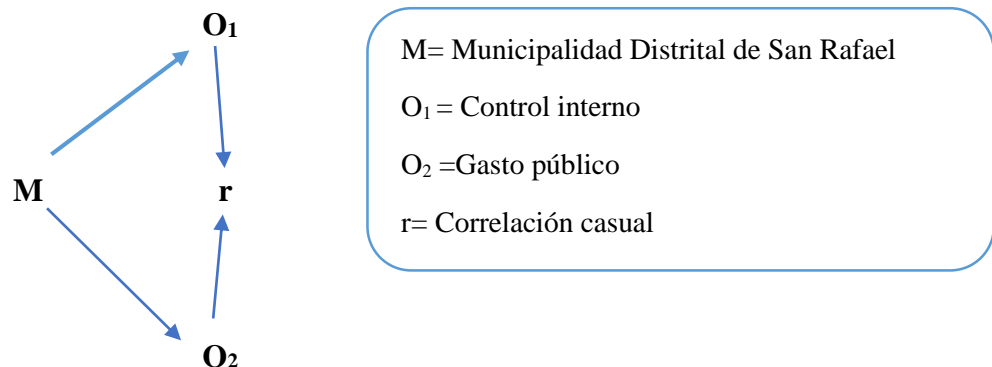 O₁
M
r
O₂
M= Municipalidad Distrital de San Rafael
O₁ = Control interno
O₂ =Gasto público
r= Correlación casual